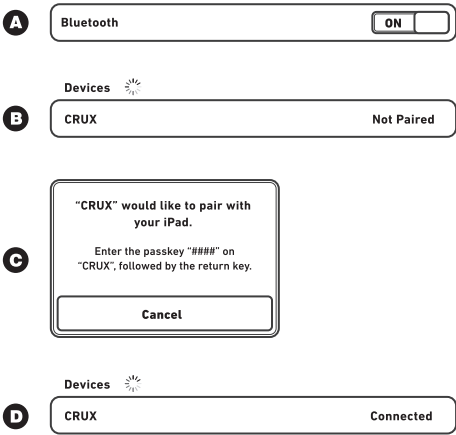 A
Bluetooth ON
Devices
B
CRUX Not Paired
C
“CRUX” would like to pair with
your iPad.
Enter the passkey “####” on
“CRUX”, followed by the return key.
Cancel
Devices
D
CRUX Connected